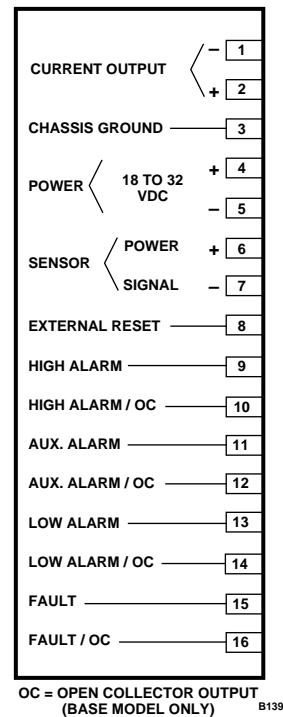 CURRENT OUTPUT
– 1
+ 2
CHASSIS GROUND 3
POWER
18 TO 32
VDC
+ 4
– 5
SENSOR
POWER + 6
SIGNAL – 7
EXTERNAL RESET 8
HIGH ALARM 9
HIGH ALARM / OC 10
AUX. ALARM 11
AUX. ALARM / OC 12
LOW ALARM 13
LOW ALARM / OC 14
FAULT 15
FAULT / OC 16
OC = OPEN COLLECTOR OUTPUT
(BASE MODEL ONLY) B139